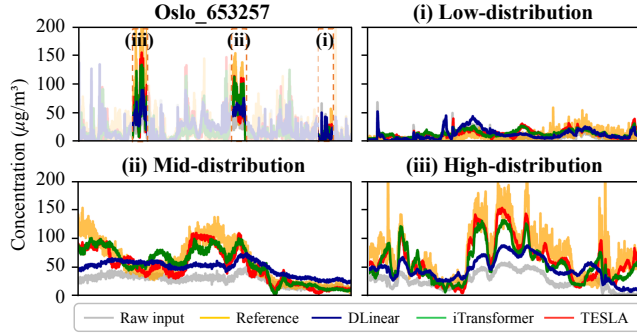 Oslo_653257
(i) Low-distribution
200
150
100
50
0
(iii)
(ii)
(i)
Concentration (μg/m³)
(ii) Mid-distribution
(iii) High-distribution
200
150
100
50
0
Raw input
Reference
DLinear
iTransformer
TESLA